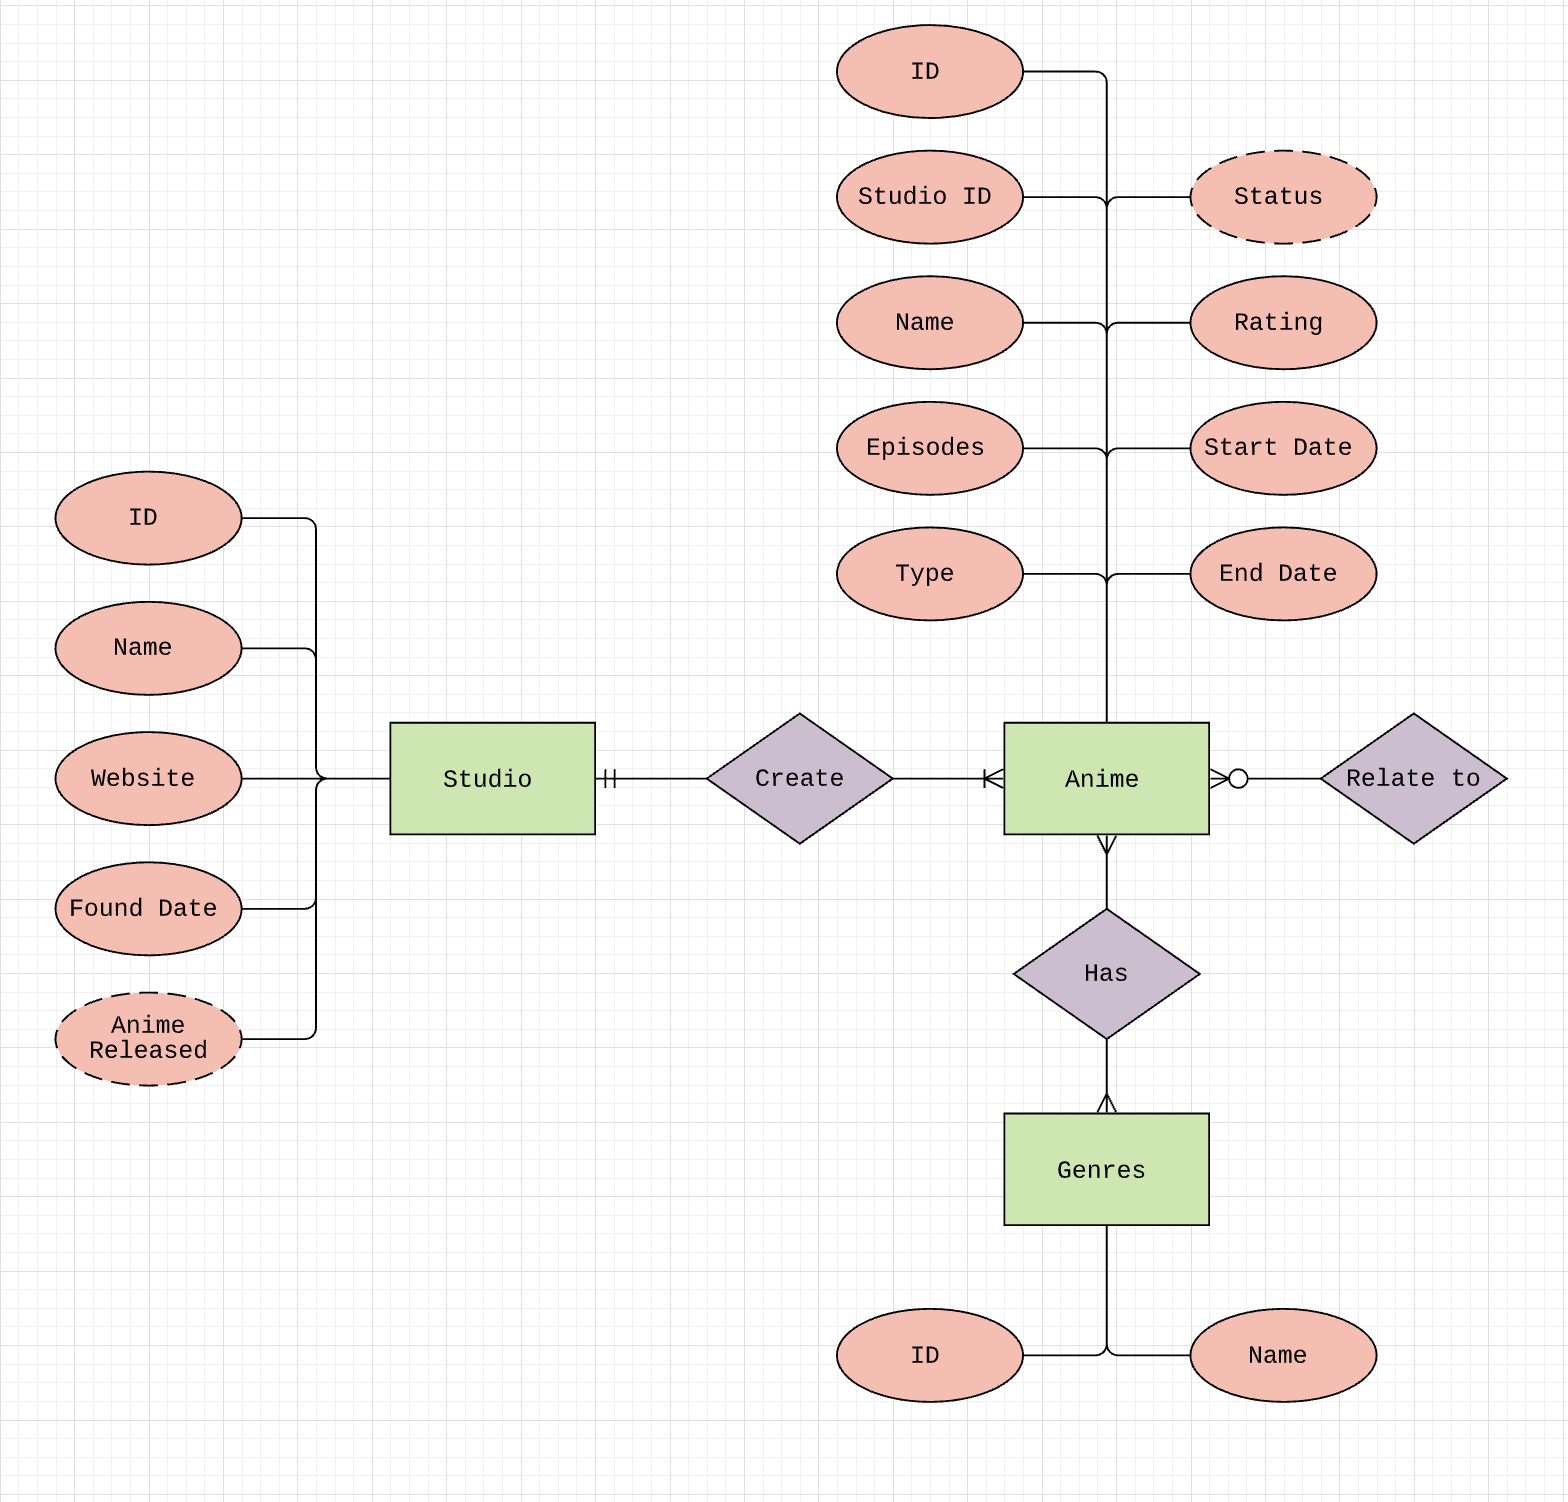 ID
Studio ID
Status
Name
Rating
Episodes
Start Date
Type
End Date
ID
Name
Website
Found Date
Anime
Released
Studio
Create
Anime
Relate to
Has
Genres
ID
Name